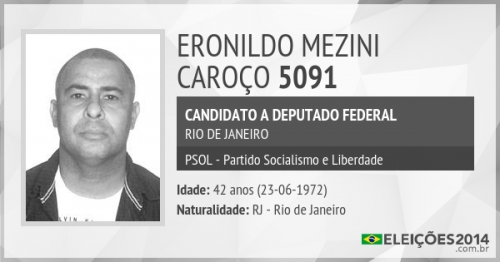 ERONILDO MEZINI
CAROÇO 5091
CANDIDATO A DEPUTADO FEDERAL
RIO DE JANEIRO
PSOL - Partido Socialismo e Liberdade
Idade: 42 anos (23-06-1972)
Naturalidade: RJ - Rio de Janeiro
ELEIÇÕES2014
.com.br